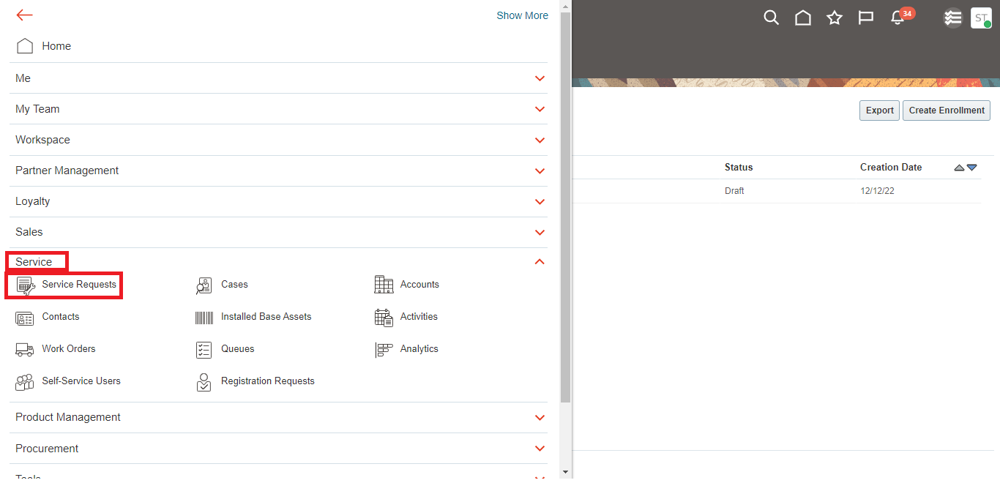 Show More
34
ST
Home
Me
My Team
Workspace
Partner Management
Loyalty
Sales
Service
Service Requests Cases Accounts
Contacts Installed Base Assets Activities
Work Orders Queues Analytics
Self-Service Users Registration Requests
Product Management
Procurement
Tools
Export Create Enrollment
Status Creation Date
Draft 12/12/22